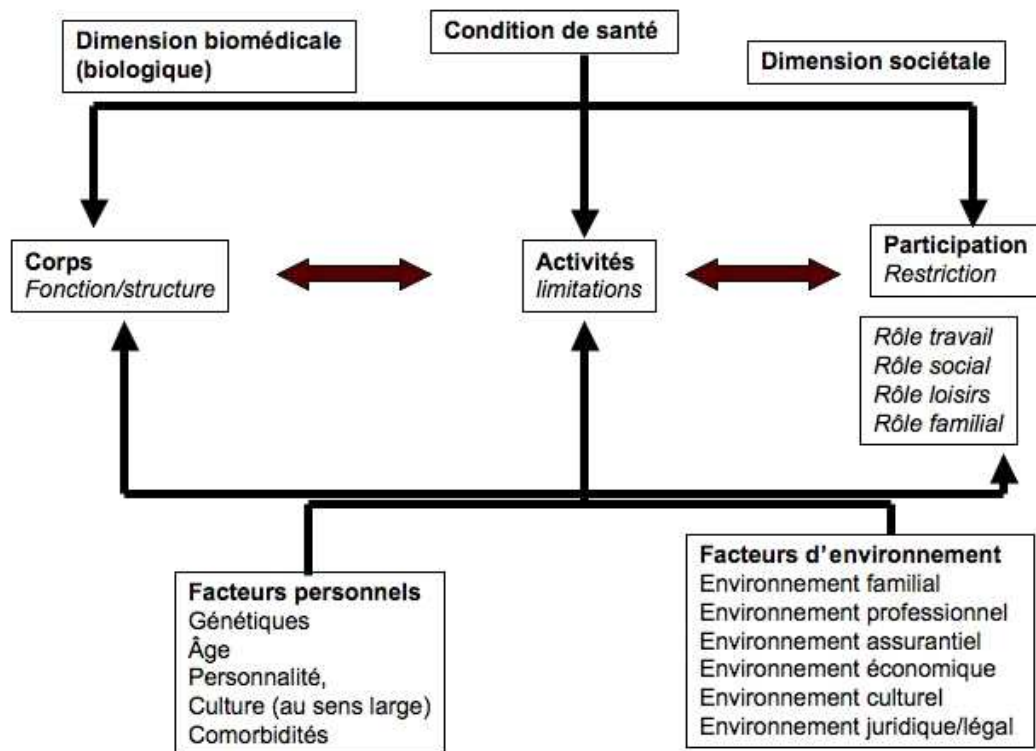 Dimension biomédicale
(biologique)
Condition de santé
Dimension sociétale
Corps
Fonction/structure
Activités
limitations
Participation
Restriction
Rôle travail
Rôle social
Rôle loisirs
Rôle familial
Facteurs personnels
Génétiques
Âge
Personnalité,
Culture (au sens large)
Comorbidités
Facteurs d'environnement
Environnement familial
Environnement professionnel
Environnement assurantiel
Environnement économique
Environnement culturel
Environnement juridique/légal